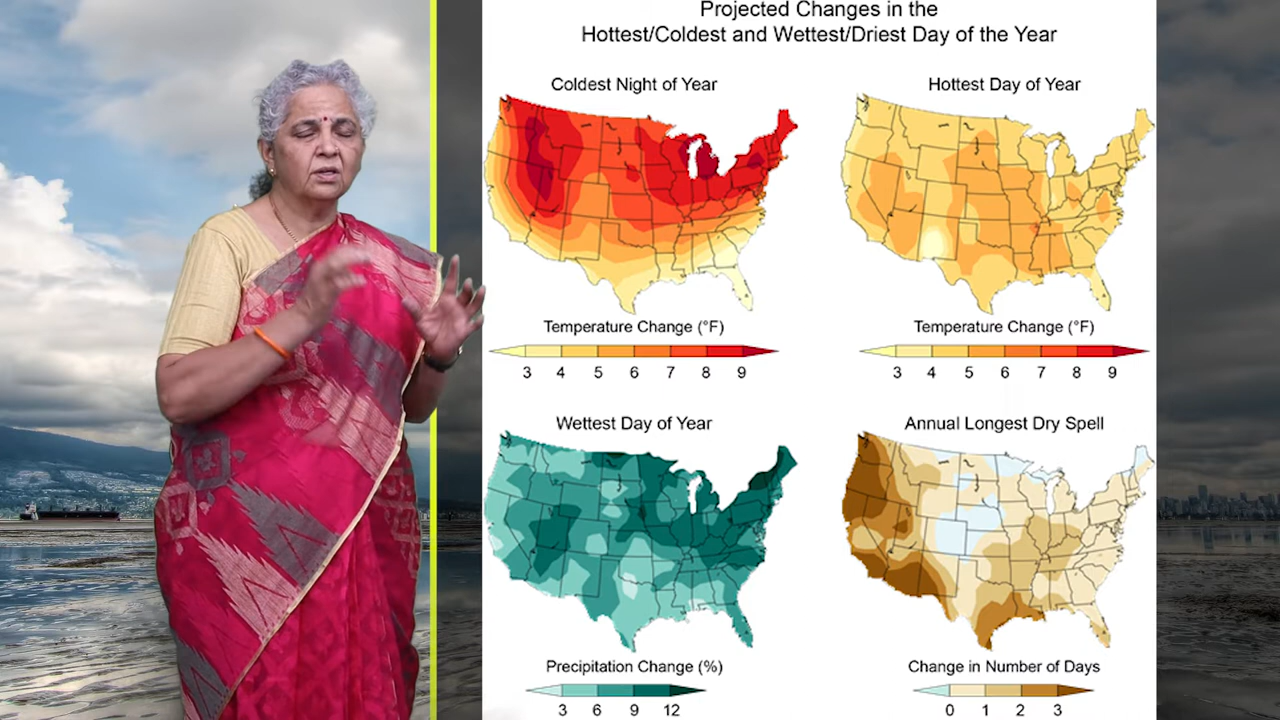 Projected Changes in the
Hottest/Coldest and Wettest/Driest Day of the Year
Coldest Night of Year
Hottest Day of Year
Temperature Change (°F)
3 4 5 6 7 8 9
Temperature Change (°F)
3 4 5 6 7 8 9
Wettest Day of Year
Annual Longest Dry Spell
Precipitation Change (%)
3 6 9 12
Change in Number of Days
0 1 2 3